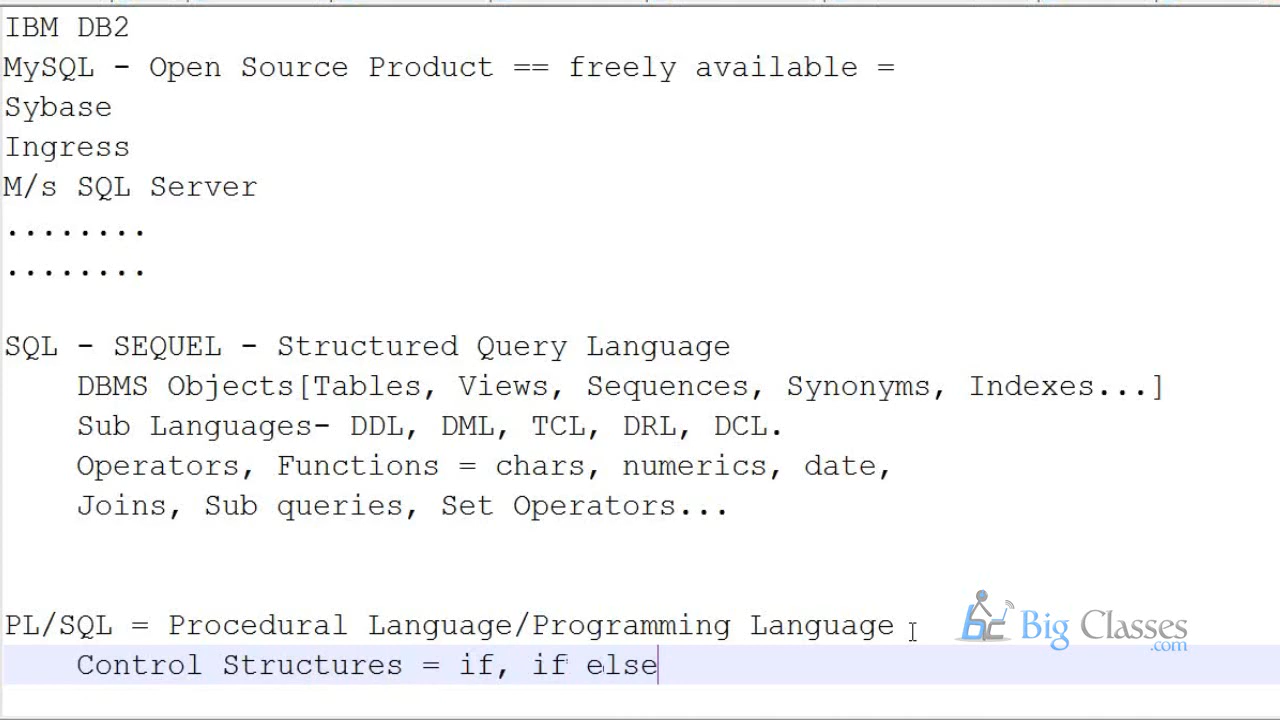 IBM DB2
MySQL - Open Source Product == freely available =
Sybase
Ingress
M/s SQL Server
........
........
SQL - SEQUEL - Structured Query Language
DBMS Objects[Tables, Views, Sequences, Synonyms, Indexes...]
Sub Languages- DDL, DML, TCL, DRL, DCL.
Operators, Functions = chars, numerics, date,
Joins, Sub queries, Set Operators...
PL/SQL = Procedural Language/Programming Language
Big Classes
.com
Control Structures = if, if else